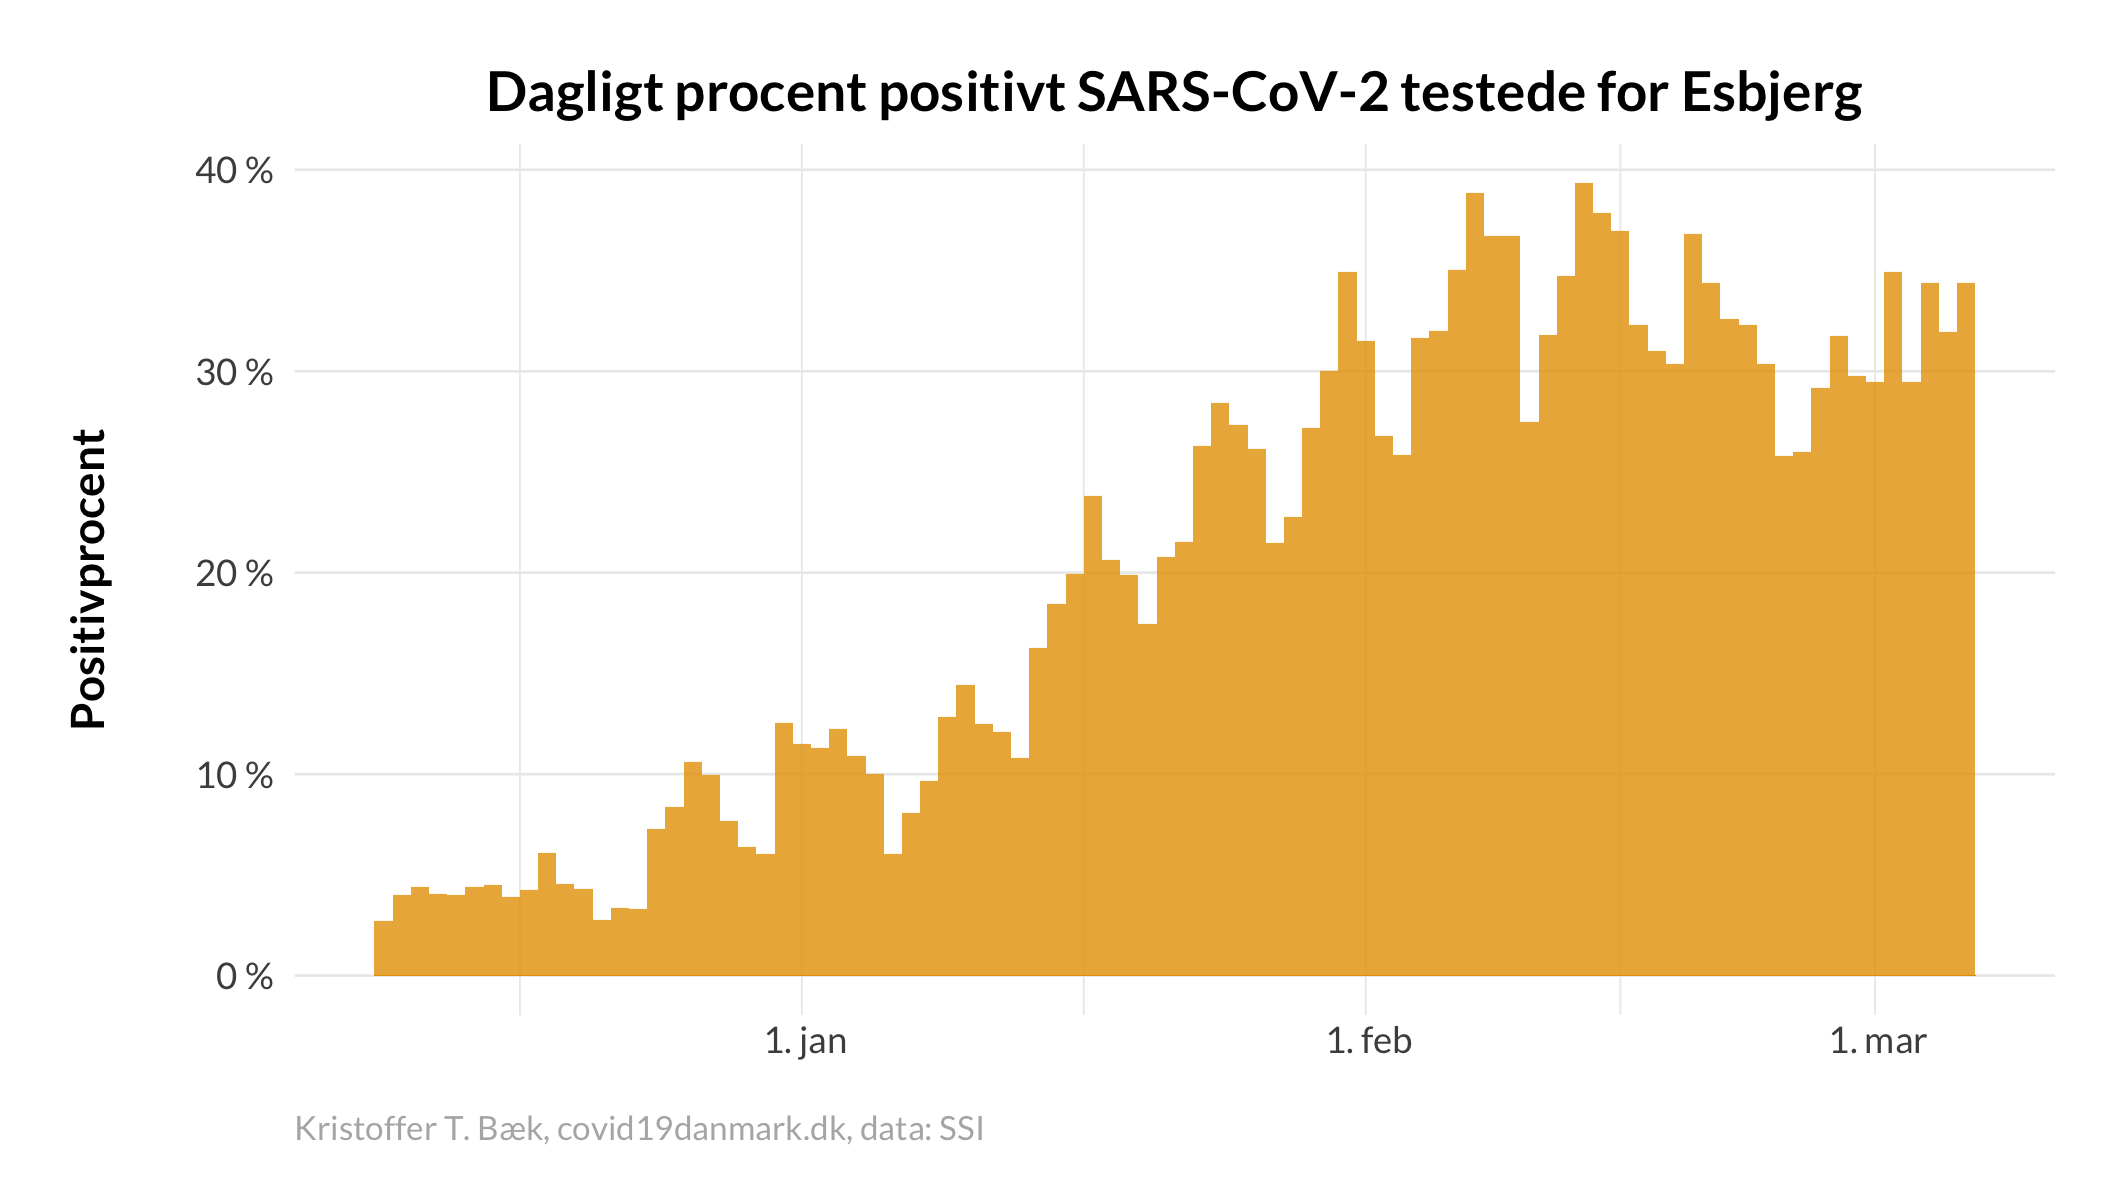 Dagligt procent positivt SARS-CoV-2 testede for Esbjerg
Positivprocent
40 %
30 %
20 %
10 %
0 %
1. jan
1. feb
1. mar
Kristoffer T. Bæk, covid19danmark.dk, data: SSI